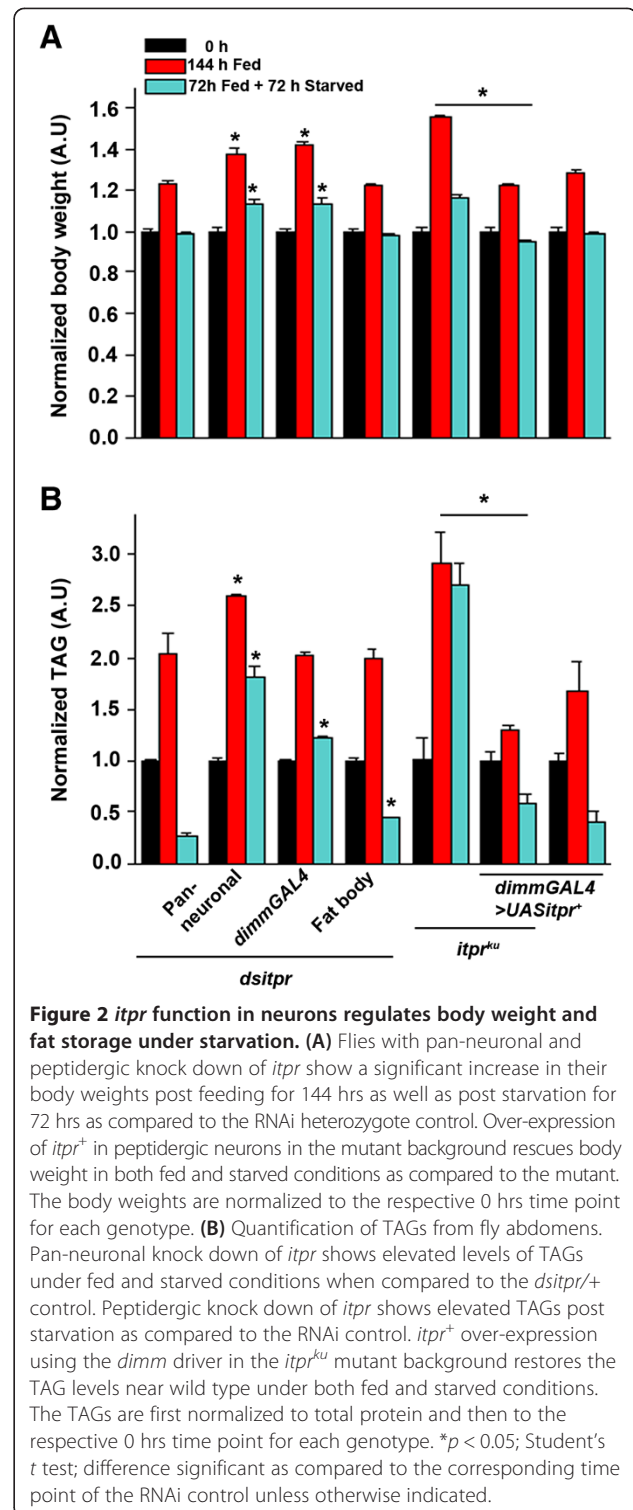 A
0 h
144 h Fed
72h Fed + 72 h Starved
Normalized body weight (A.U)
1.6
1.4
1.2
1.0
0.8
0.6
0.4
0.2
0.0
* * * * *
B
Normalized TAG (A.U)
3.0
2.5
2.0
1.5
1.0
0.5
0.0
* * * * *
Pan-
neuronal
dimmGAL4
Fat body
dsitpr
itpr^ku
dimmGAL4
>UASitpr⁺
Figure 2 itpr function in neurons regulates body weight and
fat storage under starvation. (A) Flies with pan-neuronal and
peptidergic knock down of itpr show a significant increase in their
body weights post feeding for 144 hrs as well as post starvation for
72 hrs as compared to the RNAi heterozygote control. Over-expression
of itpr⁺ in peptidergic neurons in the mutant background rescues body
weight in both fed and starved conditions as compared to the mutant.
The body weights are normalized to the respective 0 hrs time point
for each genotype. (B) Quantification of TAGs from fly abdomens.
Pan-neuronal knock down of itpr shows elevated levels of TAGs
under fed and starved conditions when compared to the dsitpr/+
control. Peptidergic knock down of itpr shows elevated TAGs post
starvation as compared to the RNAi control. itpr⁺ over-expression
using the dimm driver in the itpr^ku mutant background restores the
TAG levels near wild type under both fed and starved conditions.
The TAGs are first normalized to total protein and then to the
respective 0 hrs time point for each genotype. *p < 0.05; Student's
t test; difference significant as compared to the corresponding time
point of the RNAi control unless otherwise indicated.